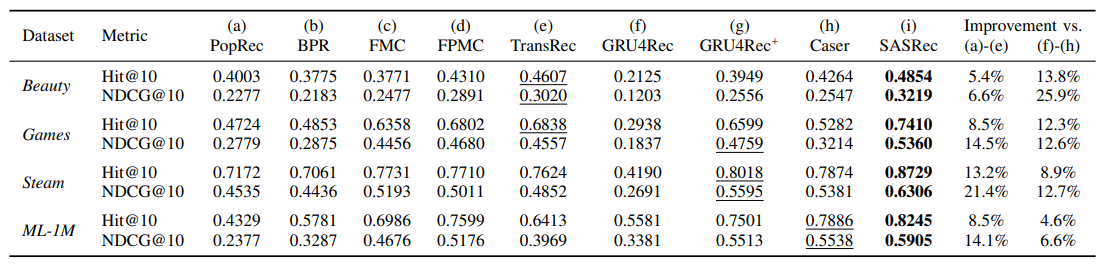 Dataset Metric (a) PopRec (b) BPR (c) FMC (d) FPMC (e) TransRec (f) GRU4Rec (g) GRU4Rec⁺ (h) Caser (i) SASRec Improvement vs. (a)-(e) (f)-(h)
Beauty Hit@10 0.4003 0.3775 0.3771 0.4310 0.4607 0.2125 0.3949 0.4264 0.4854 5.4% 13.8%
NDCG@10 0.2277 0.2183 0.2477 0.2891 0.3020 0.1203 0.2556 0.2547 0.3219 6.6% 25.9%
Games Hit@10 0.4724 0.4853 0.6358 0.6802 0.6838 0.2938 0.6599 0.5282 0.7410 8.5% 12.3%
NDCG@10 0.2779 0.2875 0.4456 0.4680 0.4557 0.1837 0.4759 0.3214 0.5360 14.5% 12.6%
Steam Hit@10 0.7172 0.7061 0.7731 0.7710 0.7624 0.4190 0.8018 0.7874 0.8729 13.2% 8.9%
NDCG@10 0.4535 0.4436 0.5193 0.5011 0.4852 0.2691 0.5595 0.5381 0.6306 21.4% 12.7%
ML-1M Hit@10 0.4329 0.5781 0.6986 0.7599 0.6413 0.5581 0.7501 0.7886 0.8245 8.5% 4.6%
NDCG@10 0.2377 0.3287 0.4676 0.5176 0.3969 0.3381 0.5513 0.5538 0.5905 14.1% 6.6%